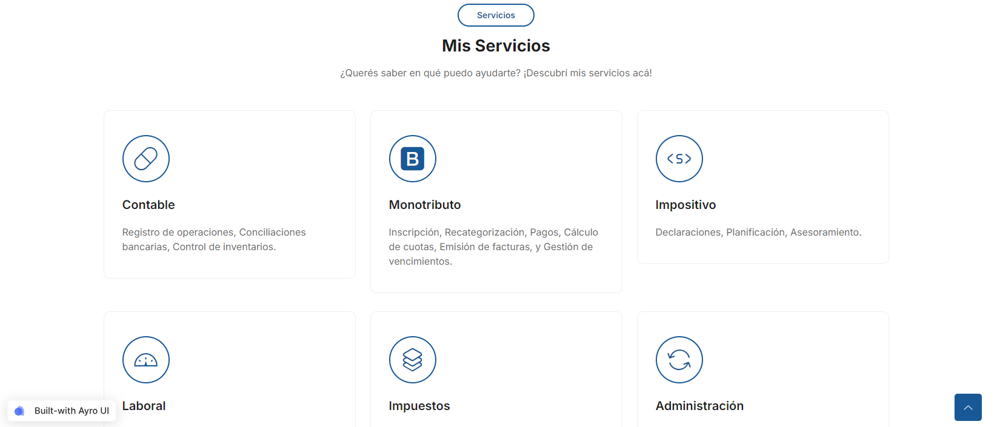 Servicios
Mis Servicios
¿Querés saber en qué puedo ayudarte? ¡Descubrí mis servicios acá!
B
<S>
Contable
Monotributo
Impositivo
Registro de operaciones, Conciliaciones
bancarias, Control de inventarios.
Inscripción, Recategorización, Pagos, Cálculo
de cuotas, Emisión de facturas, y Gestión de
vencimientos.
Declaraciones, Planificación, Asesoramiento.
Laboral
Impuestos
Administración
Built-with Ayro UI